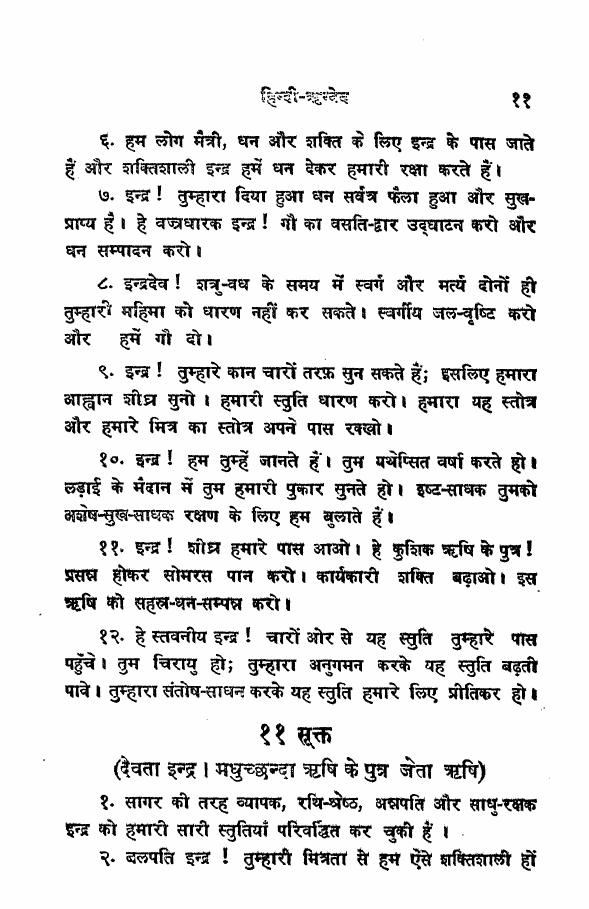 हिन्दी-ऋग्वेद ११
६. हम लोग मैत्री, धन और शक्ति के लिए इन्द्र के पास जाते
हैं और शक्तिशाली इन्द्र हमें धन देकर हमारी रक्षा करते हैं।
७. इन्द्र! तुम्हारा दिया हुआ धन सर्वत्र फैला हुआ और सुख-
प्राप्य है। हे वज्रधारक इन्द्र! गौ का वसति-द्वार उद्घाटन करो और
धन सम्पादन करो।
८. इन्द्रदेव! शत्रु-वध के समय में स्वर्ग और मर्त्य दोनों ही
तुम्हारी महिमा को धारण नहीं कर सकते। स्वर्गीय जल-वृष्टि करो
और हमें गौ दो।
९. इन्द्र! तुम्हारे कान चारों तरफ़ सुन सकते हैं; इसलिए हमारा
आह्वान शीघ्र सुनो। हमारी स्तुति धारण करो। हमारा यह स्तोत्र
और हमारे मित्र का स्तोत्र अपने पास रक्खो।
१०. इन्द्र! हम तुम्हें जानते हैं। तुम यथेप्सित वर्षा करते हो।
लड़ाई के मैदान में तुम हमारी पुकार सुनते हो। इष्ट-साधक तुमको
अशेष-सुख-साधक रक्षण के लिए हम बुलाते हैं।
११. इन्द्र! शीघ्र हमारे पास आओ। हे कुशिक ऋषि के पुत्र!
प्रसन्न होकर सोमरस पान करो। कार्यकारी शक्ति बढ़ाओ। इस
ऋषि को सहस्र-धन-सम्पन्न करो।
१२. हे स्तवनीय इन्द्र! चारों ओर से यह स्तुति तुम्हारे पास
पहुँचे। तुम चिरायु हो; तुम्हारा अनुगमन करके यह स्तुति बढ़ती
पावे। तुम्हारा संतोष-साधन करके यह स्तुति हमारे लिए प्रीतिकर हो।
११ सूक्त
(देवता इन्द्र। मधुच्छन्दा ऋषि के पुत्र जेता ऋषि)
१. सागर की तरह व्यापक, रथि-श्रेष्ठ, अन्नपति और साधु-रक्षक
इन्द्र को हमारी सारी स्तुतियाँ परिवर्द्धित कर चुकी हैं।
२. बलपति इन्द्र! तुम्हारी मित्रता से हम ऐसे शक्तिशाली हों